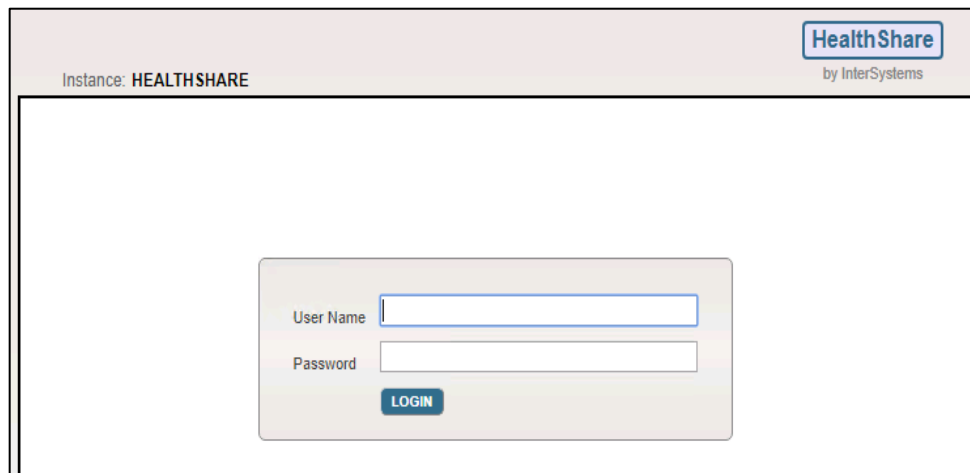 HealthShare
by InterSystems
Instance: HEALTHSHARE
User Name
Password
LOGIN